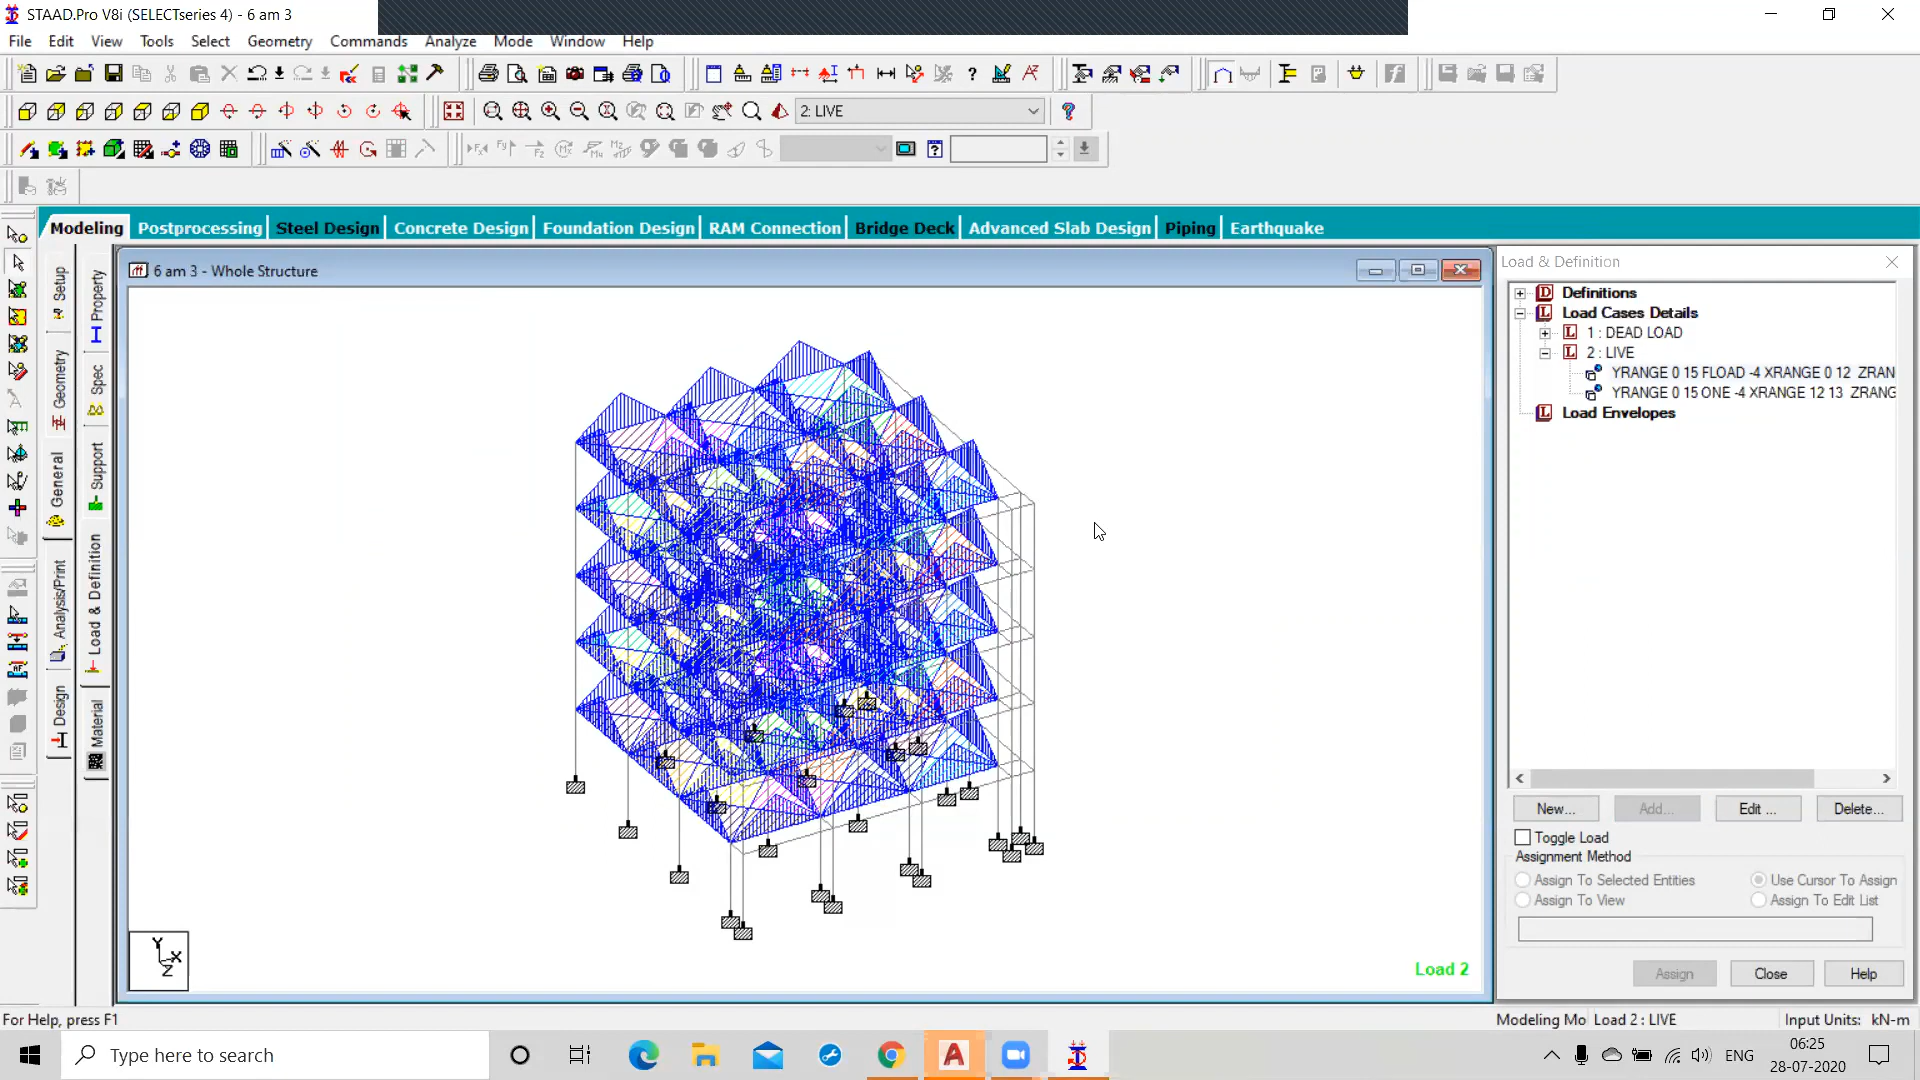 STAAD.Pro V8i (SELECTseries 4) - 6 am 3
File Edit View Tools Select Geometry Commands Analyze Mode Window Help
2: LIVE
Modeling Postprocessing Steel Design Concrete Design Foundation Design RAM Connection Bridge Deck Advanced Slab Design Piping Earthquake
Setup
Geometry
General
Analysis/Print
Design
Property
Spec
Support
Load & Definition
Material
6 am 3 - Whole Structure
Load 2
Y
X
Z
Load & Definition
Definitions
Load Cases Details
1 : DEAD LOAD
2 : LIVE
YRANGE 0 15 FLOAD -4 XRANGE 0 12 ZRAN
YRANGE 0 15 ONE -4 XRANGE 12 13 ZRANG
Load Envelopes
New... Add... Edit ... Delete...
Toggle Load
Assignment Method
Assign To Selected Entities Use Cursor To Assign
Assign To View Assign To Edit List
Assign Close Help
For Help, press F1
Modeling Mo Load 2 : LIVE Input Units: kN-m
Type here to search
ENG
06:25
28-07-2020